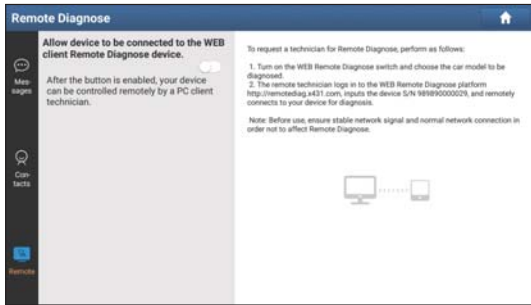 Remote Diagnose
Mes-
sages
Con-
tacts
Remote
Allow device to be connected to the WEB
client Remote Diagnose device.
After the button is enabled, your device
can be controlled remotely by a PC client
technician.
To request a technician for Remote Diagnose, perform as follows:
1. Turn on the WEB Remote Diagnose switch and choose the car model to be
diagnosed.
2. The remote technician logs in to the WEB Remote Diagnose platform
http://remotediag.x431.com, inputs the device S/N 989890000029, and remotely
connects to your device for diagnosis.
Note: Before use, ensure stable network signal and normal network connection in
order not to affect Remote Diagnose.